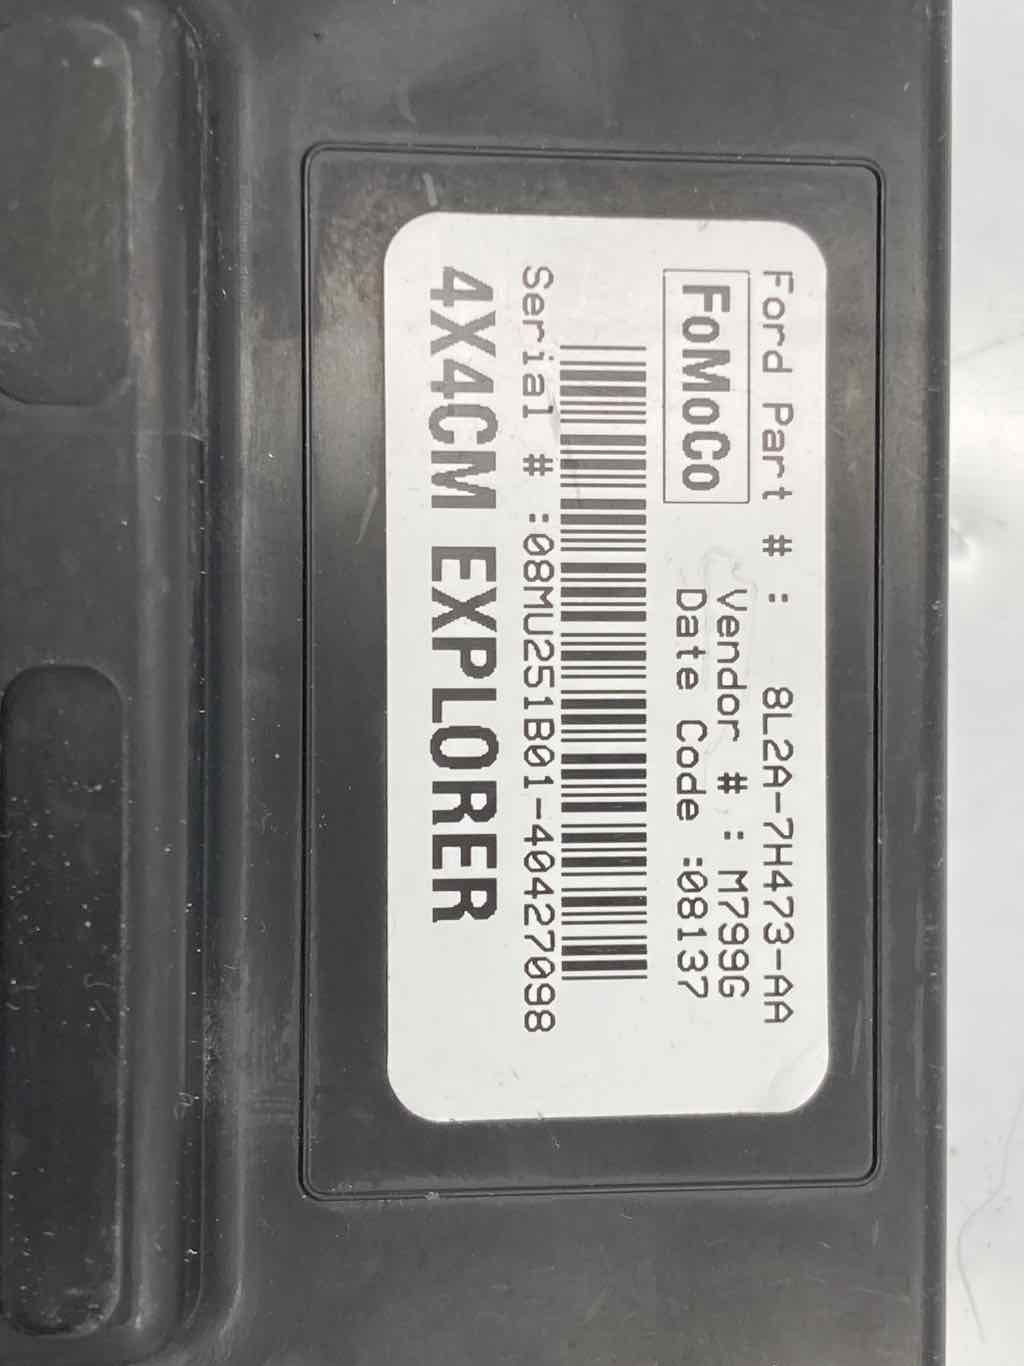 Ford Part # : 8L2A-7H473-AA
FoMoCo
Vendor # : M799G
Date Code :08137
Serial # :08MU251B01-40427098
4X4CM EXPLORER